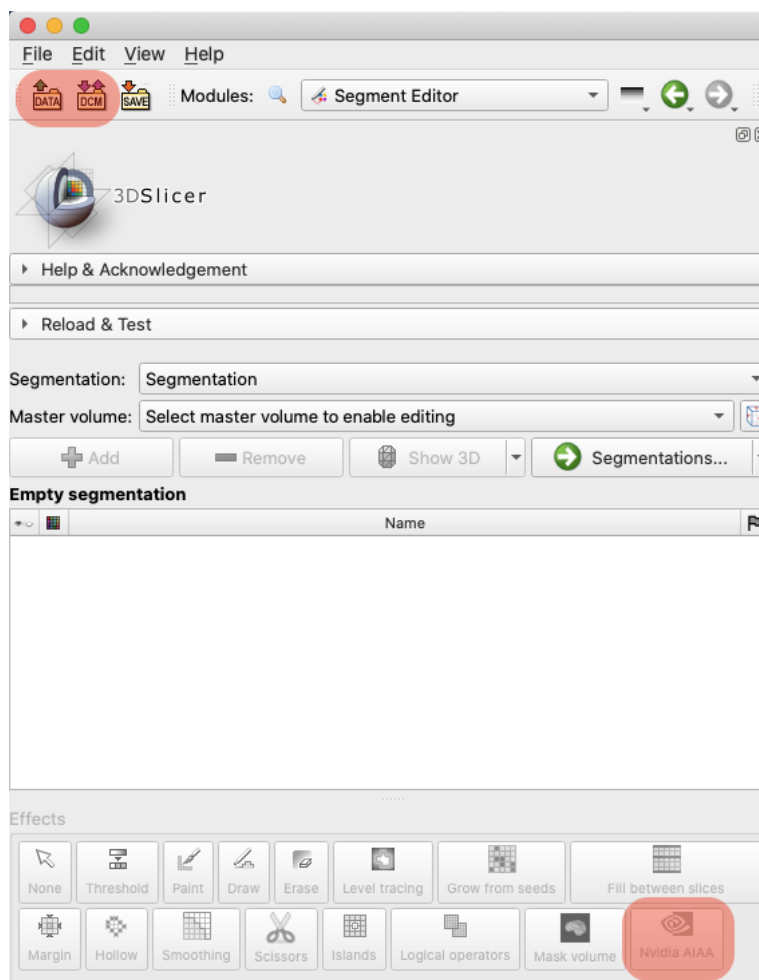 File Edit View Help
DATA DCM SAVE Modules: Segment Editor
3DSlicer
Help & Acknowledgement
Reload & Test
Segmentation: Segmentation
Master volume: Select master volume to enable editing
Add Remove Show 3D Segmentations...
Empty segmentation
Name
Effects
None Threshold Paint Draw Erase Level tracing Grow from seeds Fill between slices
Margin Hollow Smoothing Scissors Islands Logical operators Mask volume Nvidia AIAA